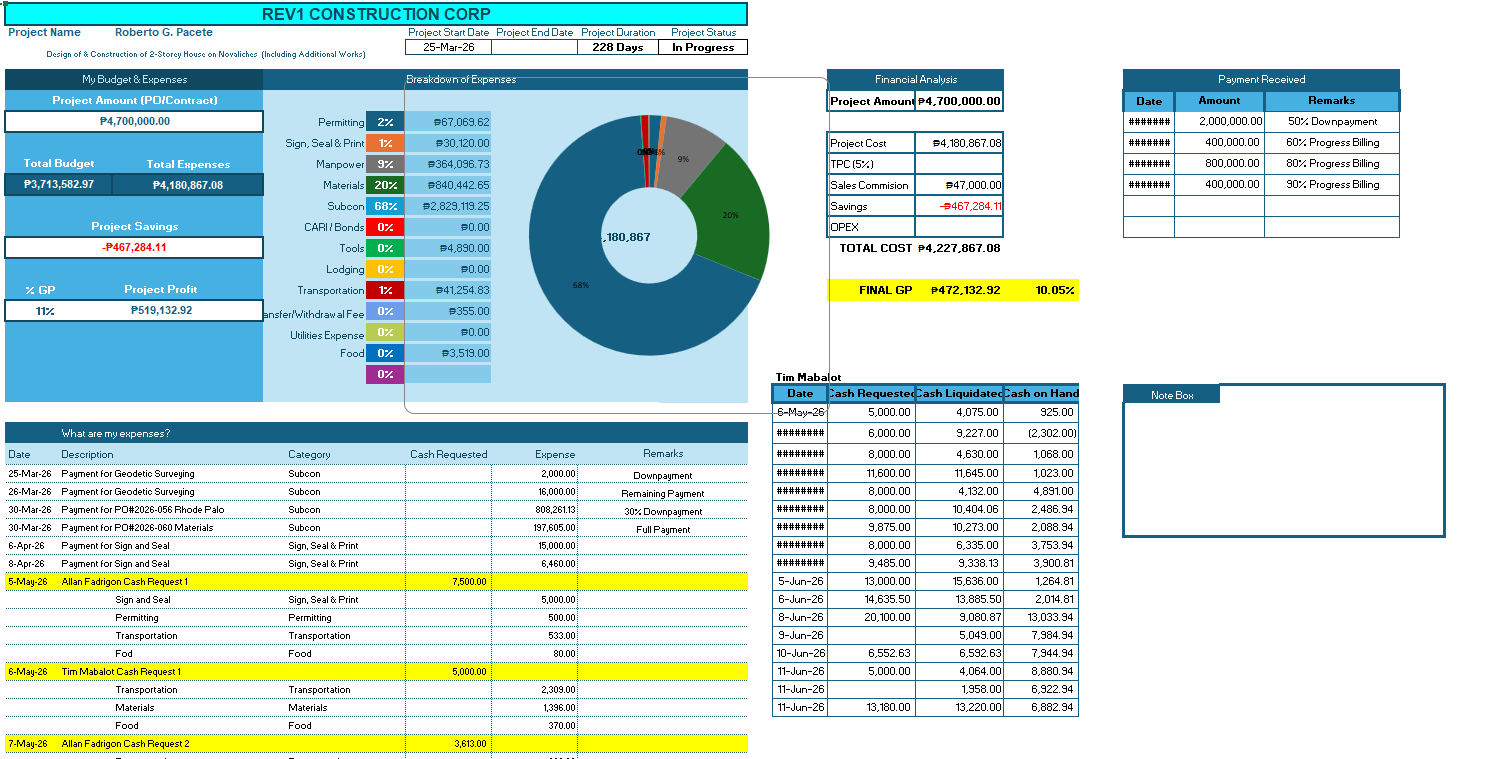 REV1 CONSTRUCTION CORP
Project Name Roberto G. Pacete Project Start Date Project End Date Project Duration Project Status
25-Mar-26 228 Days In Progress
Design of & Construction of 2-Storey House on Novaliches (Including Additional Works)
My Budget & Expenses
Project Amount (PO/Contract)
₱4,700,000.00
Total Budget Total Expenses
₱3,713,582.97 ₱4,180,867.08
Project Savings
-₱467,284.11
% GP Project Profit
11% ₱519,132.92
Breakdown of Expenses
Permitting 2% ₱67,069.62
Sign, Seal & Print 1% ₱30,120.00
Manpower 9% ₱364,096.73
Materials 20% ₱840,442.65
Subcon 68% ₱2,829,119.25
CARI / Bonds 0% ₱0.00
Tools 0% ₱4,890.00
Lodging 0% ₱0.00
Transportation 1% ₱41,254.83
ansfer/Withdrawal Fee 0% ₱355.00
Utilities Expense 0% ₱0.00
Food 0% ₱3,519.00
0%
9%
20%
,180,867
68%
Financial Analysis
Project Amount ₱4,700,000.00
Project Cost ₱4,180,867.08
TPC (5%)
Sales Commision ₱47,000.00
Savings -₱467,284.11
OPEX
TOTAL COST ₱4,227,867.08
FINAL GP ₱472,132.92 10.05%
Payment Received
Date Amount Remarks
####### 2,000,000.00 50% Downpayment
####### 400,000.00 60% Progress Billing
####### 800,000.00 80% Progress Billing
####### 400,000.00 90% Progress Billing
What are my expenses?
Date Description Category Cash Requested Expense Remarks
25-Mar-26 Payment for Geodetic Surveying Subcon 2,000.00 Downpayment
26-Mar-26 Payment for Geodetic Surveying Subcon 16,000.00 Remaining Payment
30-Mar-26 Payment for PO#2026-056 Rhode Palo Subcon 808,261.13 30% Downpayment
30-Mar-26 Payment for PO#2026-060 Materials Subcon 197,605.00 Full Payment
6-Apr-26 Payment for Sign and Seal Sign, Seal & Print 15,000.00
8-Apr-26 Payment for Sign and Seal Sign, Seal & Print 6,460.00
5-May-26 Allan Fadrigon Cash Request 1 7,500.00
Sign and Seal Sign, Seal & Print 5,000.00
Permitting Permitting 500.00
Transportation Transportation 533.00
Fod Food 80.00
6-May-26 Tim Mabalot Cash Request 1 5,000.00
Transportation Transportation 2,309.00
Materials Materials 1,396.00
Food Food 370.00
7-May-26 Allan Fadrigon Cash Request 2 3,613.00
Tim Mabalot
Date Cash Requested Cash Liquidated Cash on Hand
6-May-26 5,000.00 4,075.00 925.00
######## 6,000.00 9,227.00 (2,302.00)
######## 8,000.00 4,630.00 1,068.00
######## 11,600.00 11,645.00 1,023.00
######## 8,000.00 4,132.00 4,891.00
######## 8,000.00 10,404.06 2,486.94
######## 9,875.00 10,273.00 2,088.94
######## 8,000.00 6,335.00 3,753.94
######## 9,485.00 9,338.13 3,900.81
5-Jun-26 13,000.00 15,636.00 1,264.81
6-Jun-26 14,635.50 13,885.50 2,014.81
8-Jun-26 20,100.00 9,080.87 13,033.94
9-Jun-26 5,049.00 7,984.94
10-Jun-26 6,552.63 6,592.63 7,944.94
11-Jun-26 5,000.00 4,064.00 8,880.94
11-Jun-26 1,958.00 6,922.94
11-Jun-26 13,180.00 13,220.00 6,882.94
Note Box